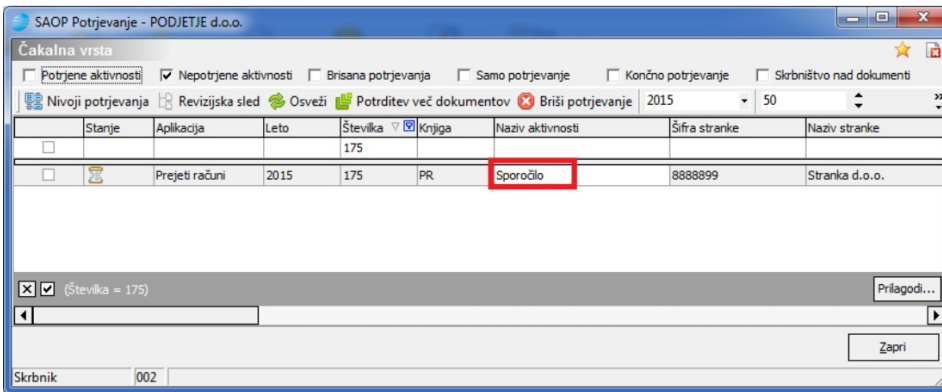 SAOP Potrjevanje - PODJETJE d.o.o.
Čakalna vrsta
Potrjene aktivnosti Nepotrjene aktivnosti Brisana potrjevanja Samo potrjevanje Končno potrjevanje Skrbništvo nad dokumenti
Nivoji potrjevanja Revizijska sled Osveži Potrditev več dokumentov Briši potrjevanje 2015 50
Stanje Aplikacija Leto Številka Knjiga Naziv aktivnosti Šifra stranke Naziv stranke
175
Prejeti računi 2015 175 PR Sporočilo 8888899 Stranka d.o.o.
(Številka = 175) Prilagodi...
Zapri
Skrbnik 002